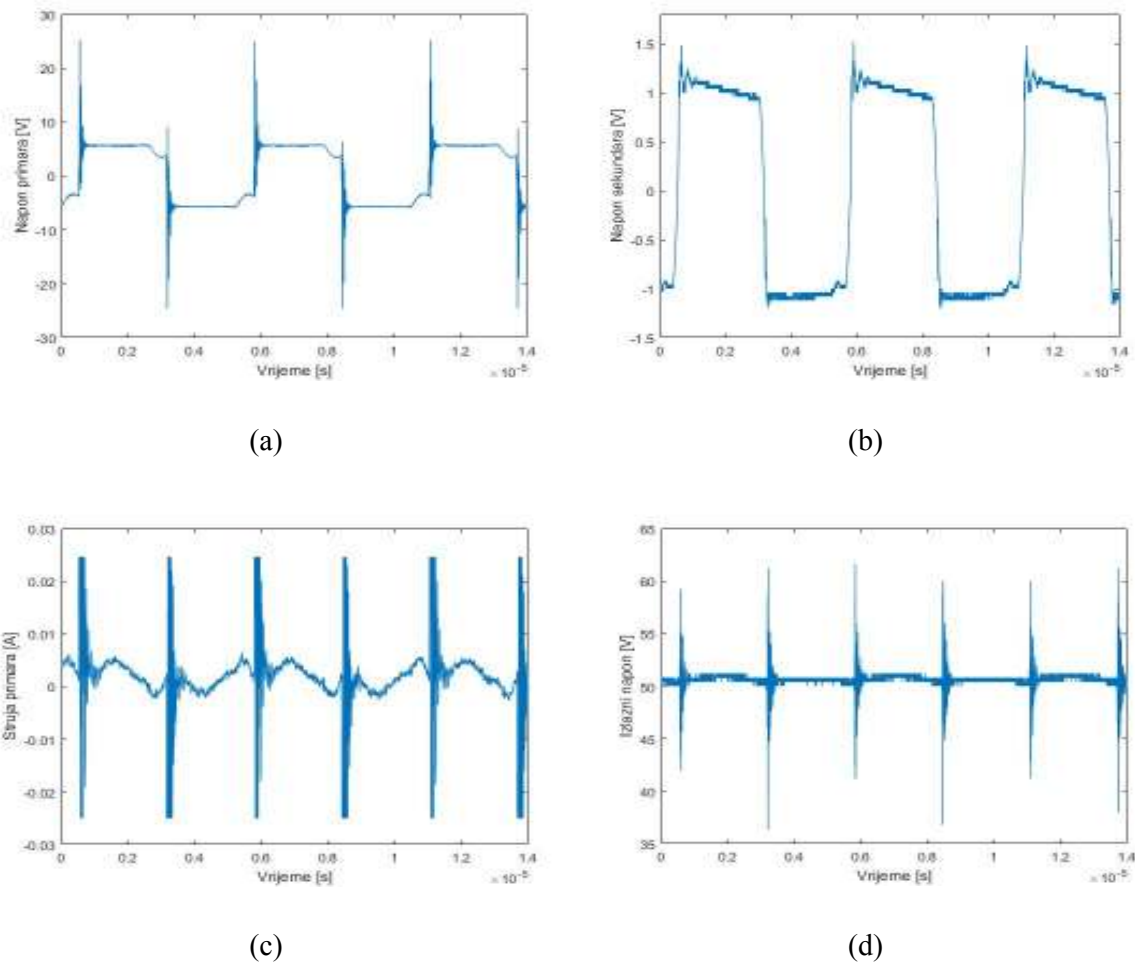 Napon primara [V]
30
20
10
0
-10
-20
-30
0 0.2 0.4 0.6 0.8 1 1.2 1.4
Vrijeme [s]
× 10⁻⁵
(a)
Napon sekundara [V]
1.5
1
0.5
0
-0.5
-1
-1.5
0 0.2 0.4 0.6 0.8 1 1.2 1.4
Vrijeme [s]
× 10⁻⁵
(b)
Struja primara [A]
0.03
0.02
0.01
0
-0.01
-0.02
-0.03
0 0.2 0.4 0.6 0.8 1 1.2 1.4
Vrijeme [s]
× 10⁻⁵
(c)
Izlazni napon [V]
65
60
55
50
45
40
35
0 0.2 0.4 0.6 0.8 1 1.2 1.4
Vrijeme [s]
× 10⁻⁵
(d)